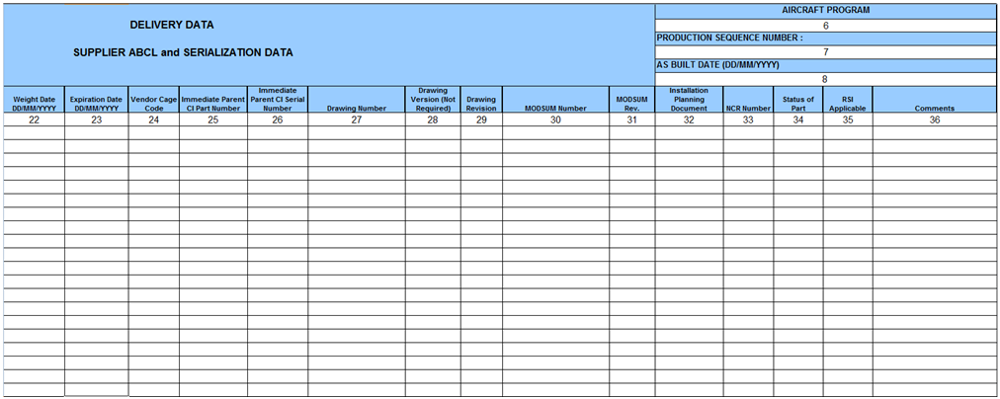 DELIVERY DATA
SUPPLIER ABCL and SERIALIZATION DATA
AIRCRAFT PROGRAM
6
PRODUCTION SEQUENCE NUMBER :
7
AS BUILT DATE (DD/MM/YYYY)
8
Weight Date
DD/MM/YYYY
Expiration Date
DD/MM/YYYY
Vendor Cage
Code
Immediate Parent
CI Part Number
Immediate
Parent CI Serial
Number
Drawing Number
Drawing
Version (Not
Required)
Drawing
Revision
MODSUM Number
MODSUM
Rev.
Installation
Planning
Document
NCR Number
Status of
Part
RSI
Applicable
Comments
22 23 24 25 26 27 28 29 30 31 32 33 34 35 36